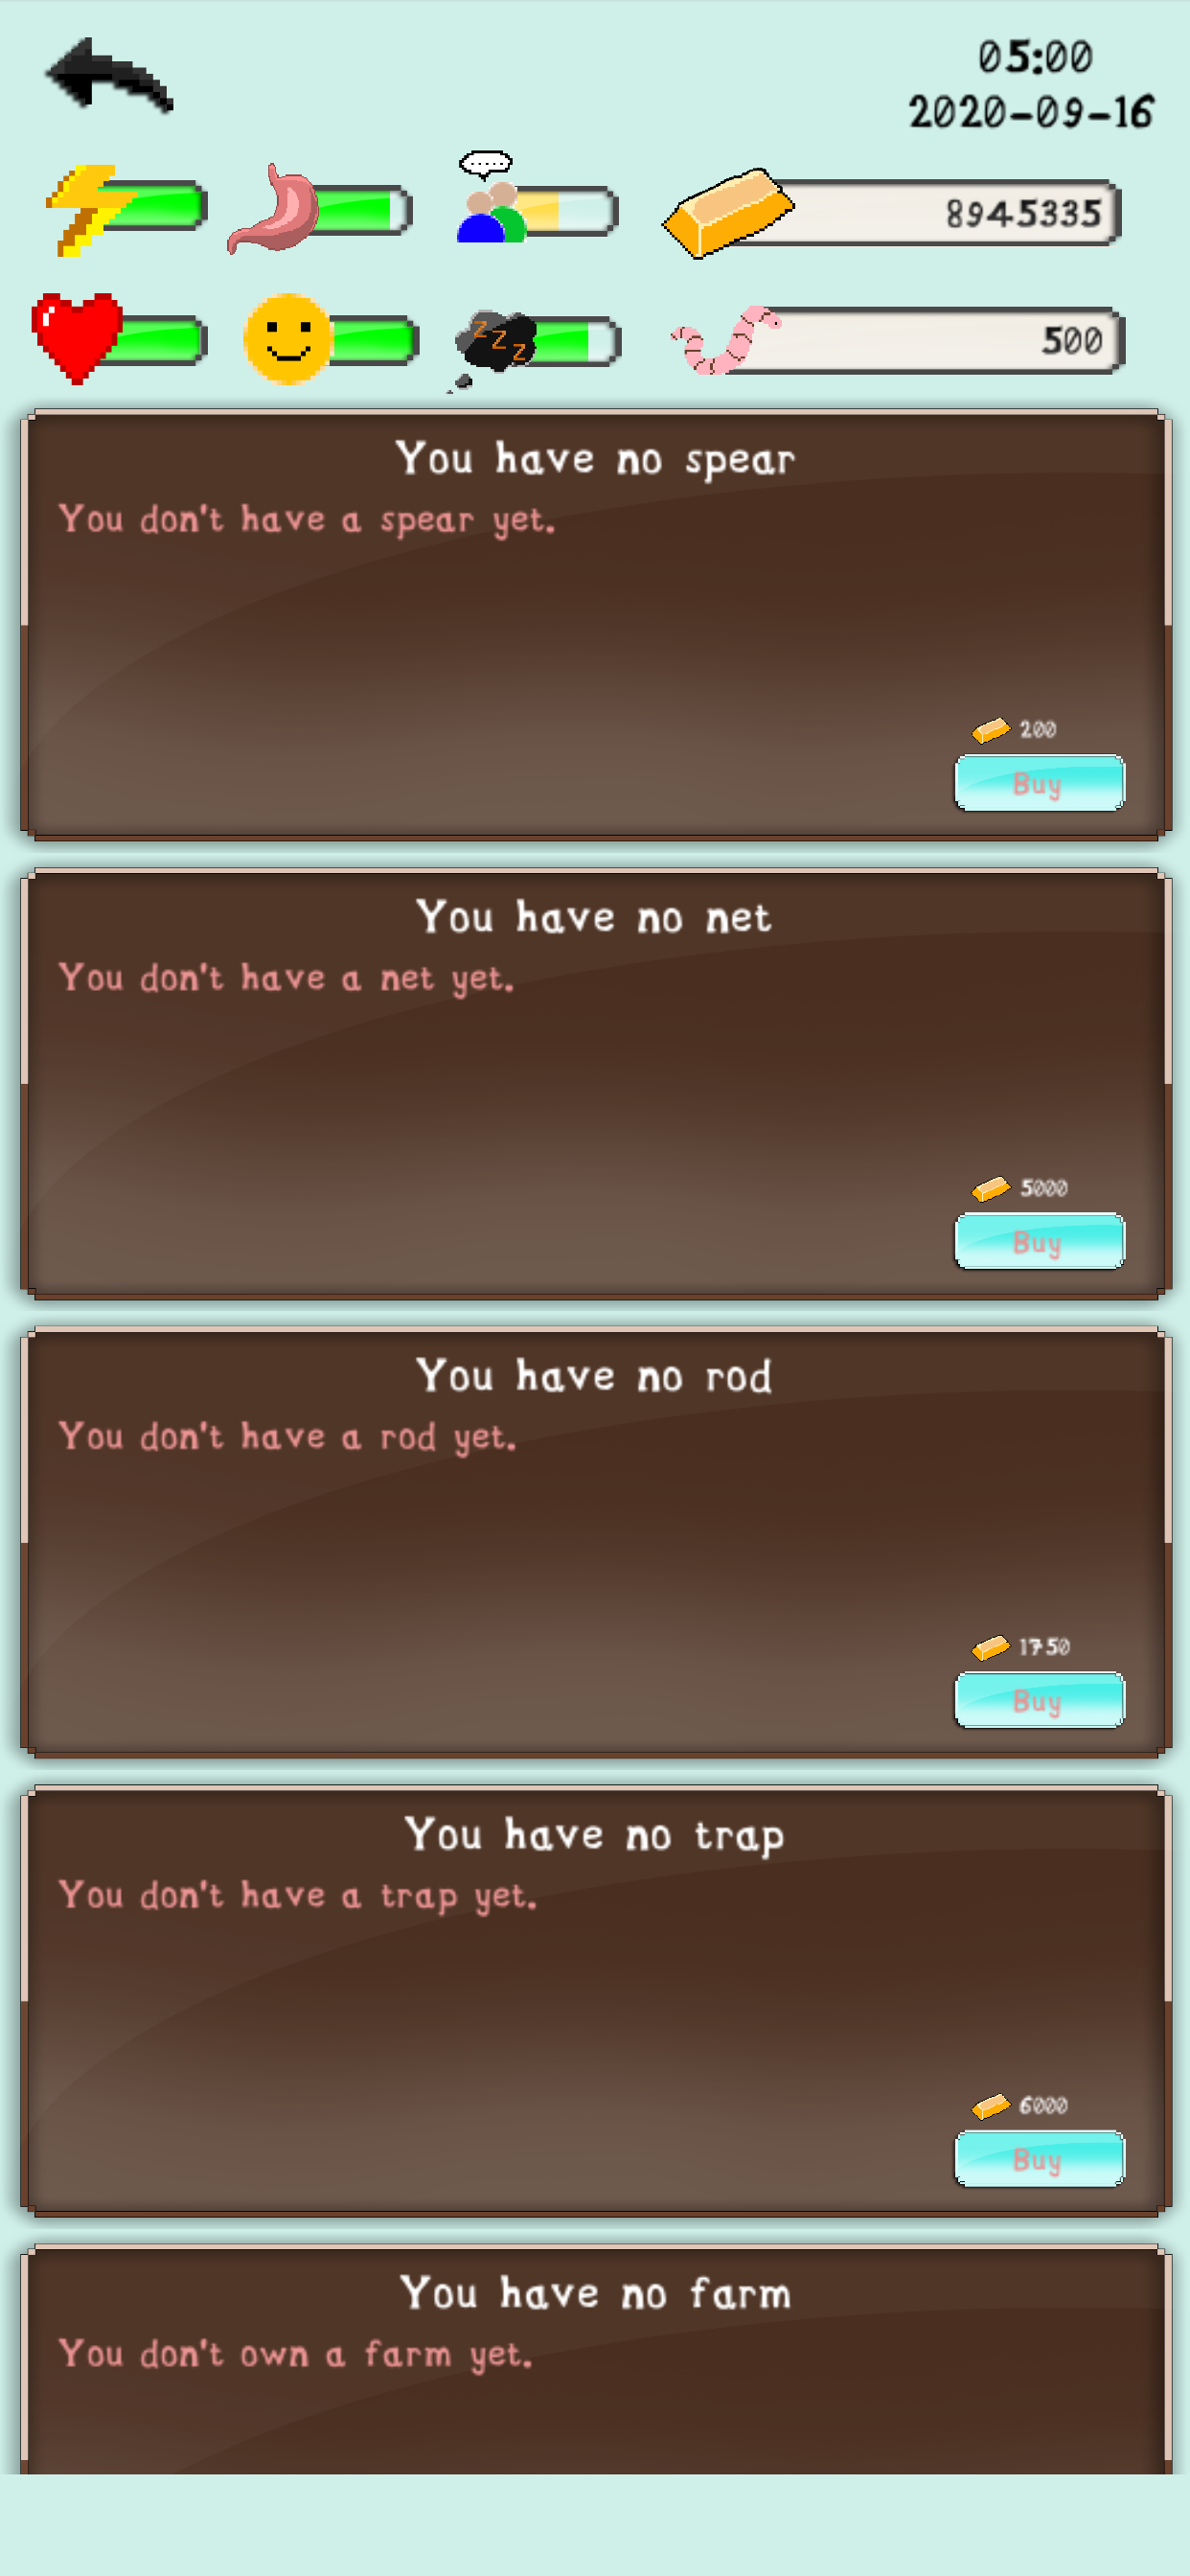 05:00
2020-09-16
.....
8945335
Z Z Z
500
You have no spear
You don't have a spear yet.
200
Buy
You have no net
You don't have a net yet.
5000
Buy
You have no rod
You don't have a rod yet.
1750
Buy
You have no trap
You don't have a trap yet.
6000
Buy
You have no farm
You don't own a farm yet.